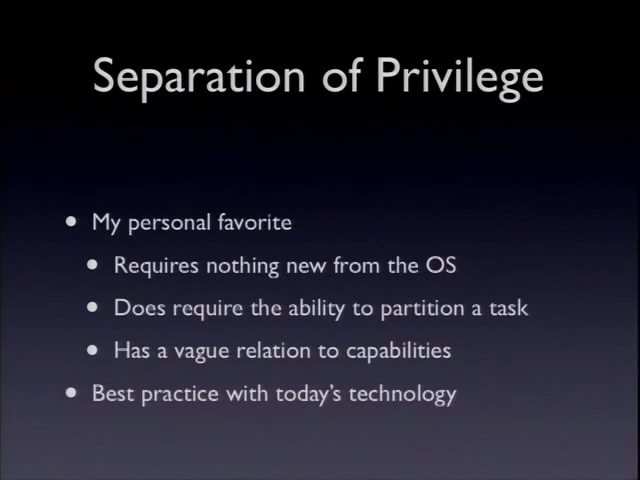 Separation of Privilege
• My personal favorite
• Requires nothing new from the OS
• Does require the ability to partition a task
• Has a vague relation to capabilities
• Best practice with today's technology